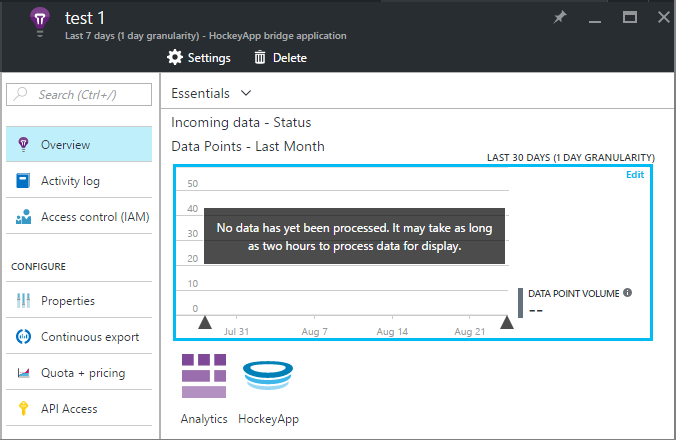 test 1
Last 7 days (1 day granularity) - HockeyApp bridge application
Settings
Delete
Search (Ctrl+/)
Overview
Activity log
Access control (IAM)
CONFIGURE
Properties
Continuous export
Quota + pricing
API Access
Essentials
Incoming data - Status
Data Points - Last Month
LAST 30 DAYS (1 DAY GRANULARITY)
Edit
50
40
30
20
10
0
No data has yet been processed. It may take as long
as two hours to process data for display.
Jul 31
Aug 7
Aug 14
Aug 21
DATA POINT VOLUME
--
Analytics
HockeyApp